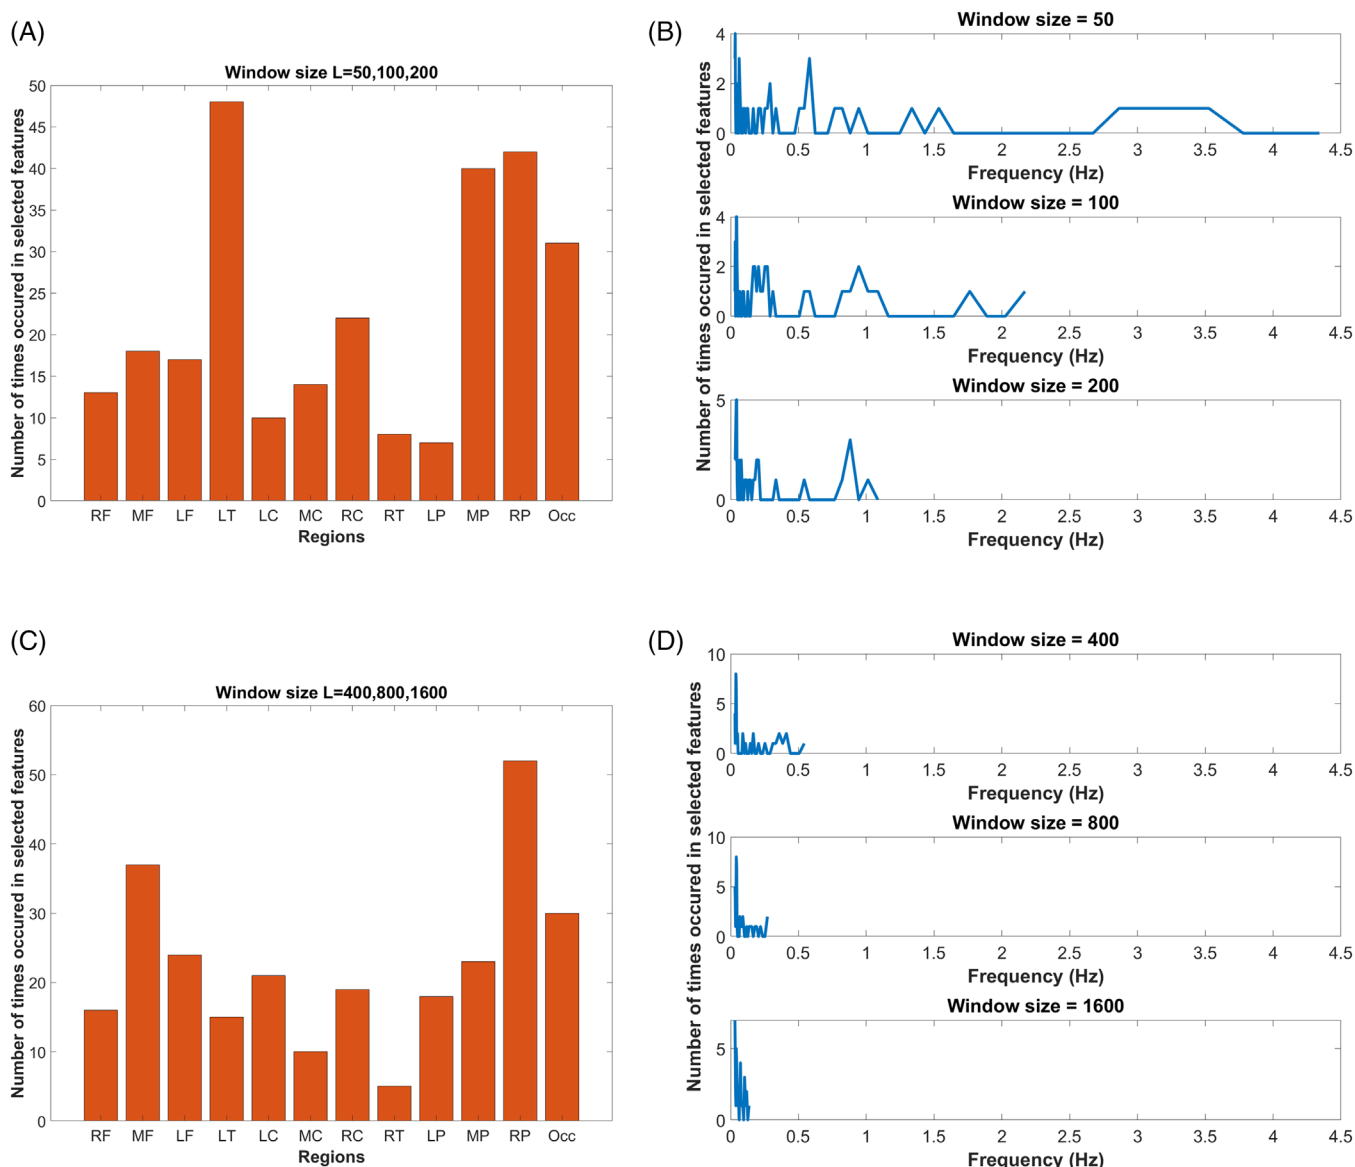 (A)
Window size L=50,100,200
Number of times occured in selected features
50
45
40
35
30
25
20
15
10
5
0
RF MF LF LT LC MC RC RT LP MP RP Occ
Regions
(B)
Number of times occured in selected features
Window size = 50
4
2
0
0 0.5 1 1.5 2 2.5 3 3.5 4 4.5
Frequency (Hz)
Window size = 100
4
2
0
0 0.5 1 1.5 2 2.5 3 3.5 4 4.5
Frequency (Hz)
Window size = 200
5
0
0 0.5 1 1.5 2 2.5 3 3.5 4 4.5
Frequency (Hz)
(C)
Window size L=400,800,1600
Number of times occured in selected features
60
50
40
30
20
10
0
RF MF LF LT LC MC RC RT LP MP RP Occ
Regions
(D)
Number of times occured in selected features
Window size = 400
10
5
0
0 0.5 1 1.5 2 2.5 3 3.5 4 4.5
Frequency (Hz)
Window size = 800
10
5
0
0 0.5 1 1.5 2 2.5 3 3.5 4 4.5
Frequency (Hz)
Window size = 1600
5
0
0 0.5 1 1.5 2 2.5 3 3.5 4 4.5
Frequency (Hz)